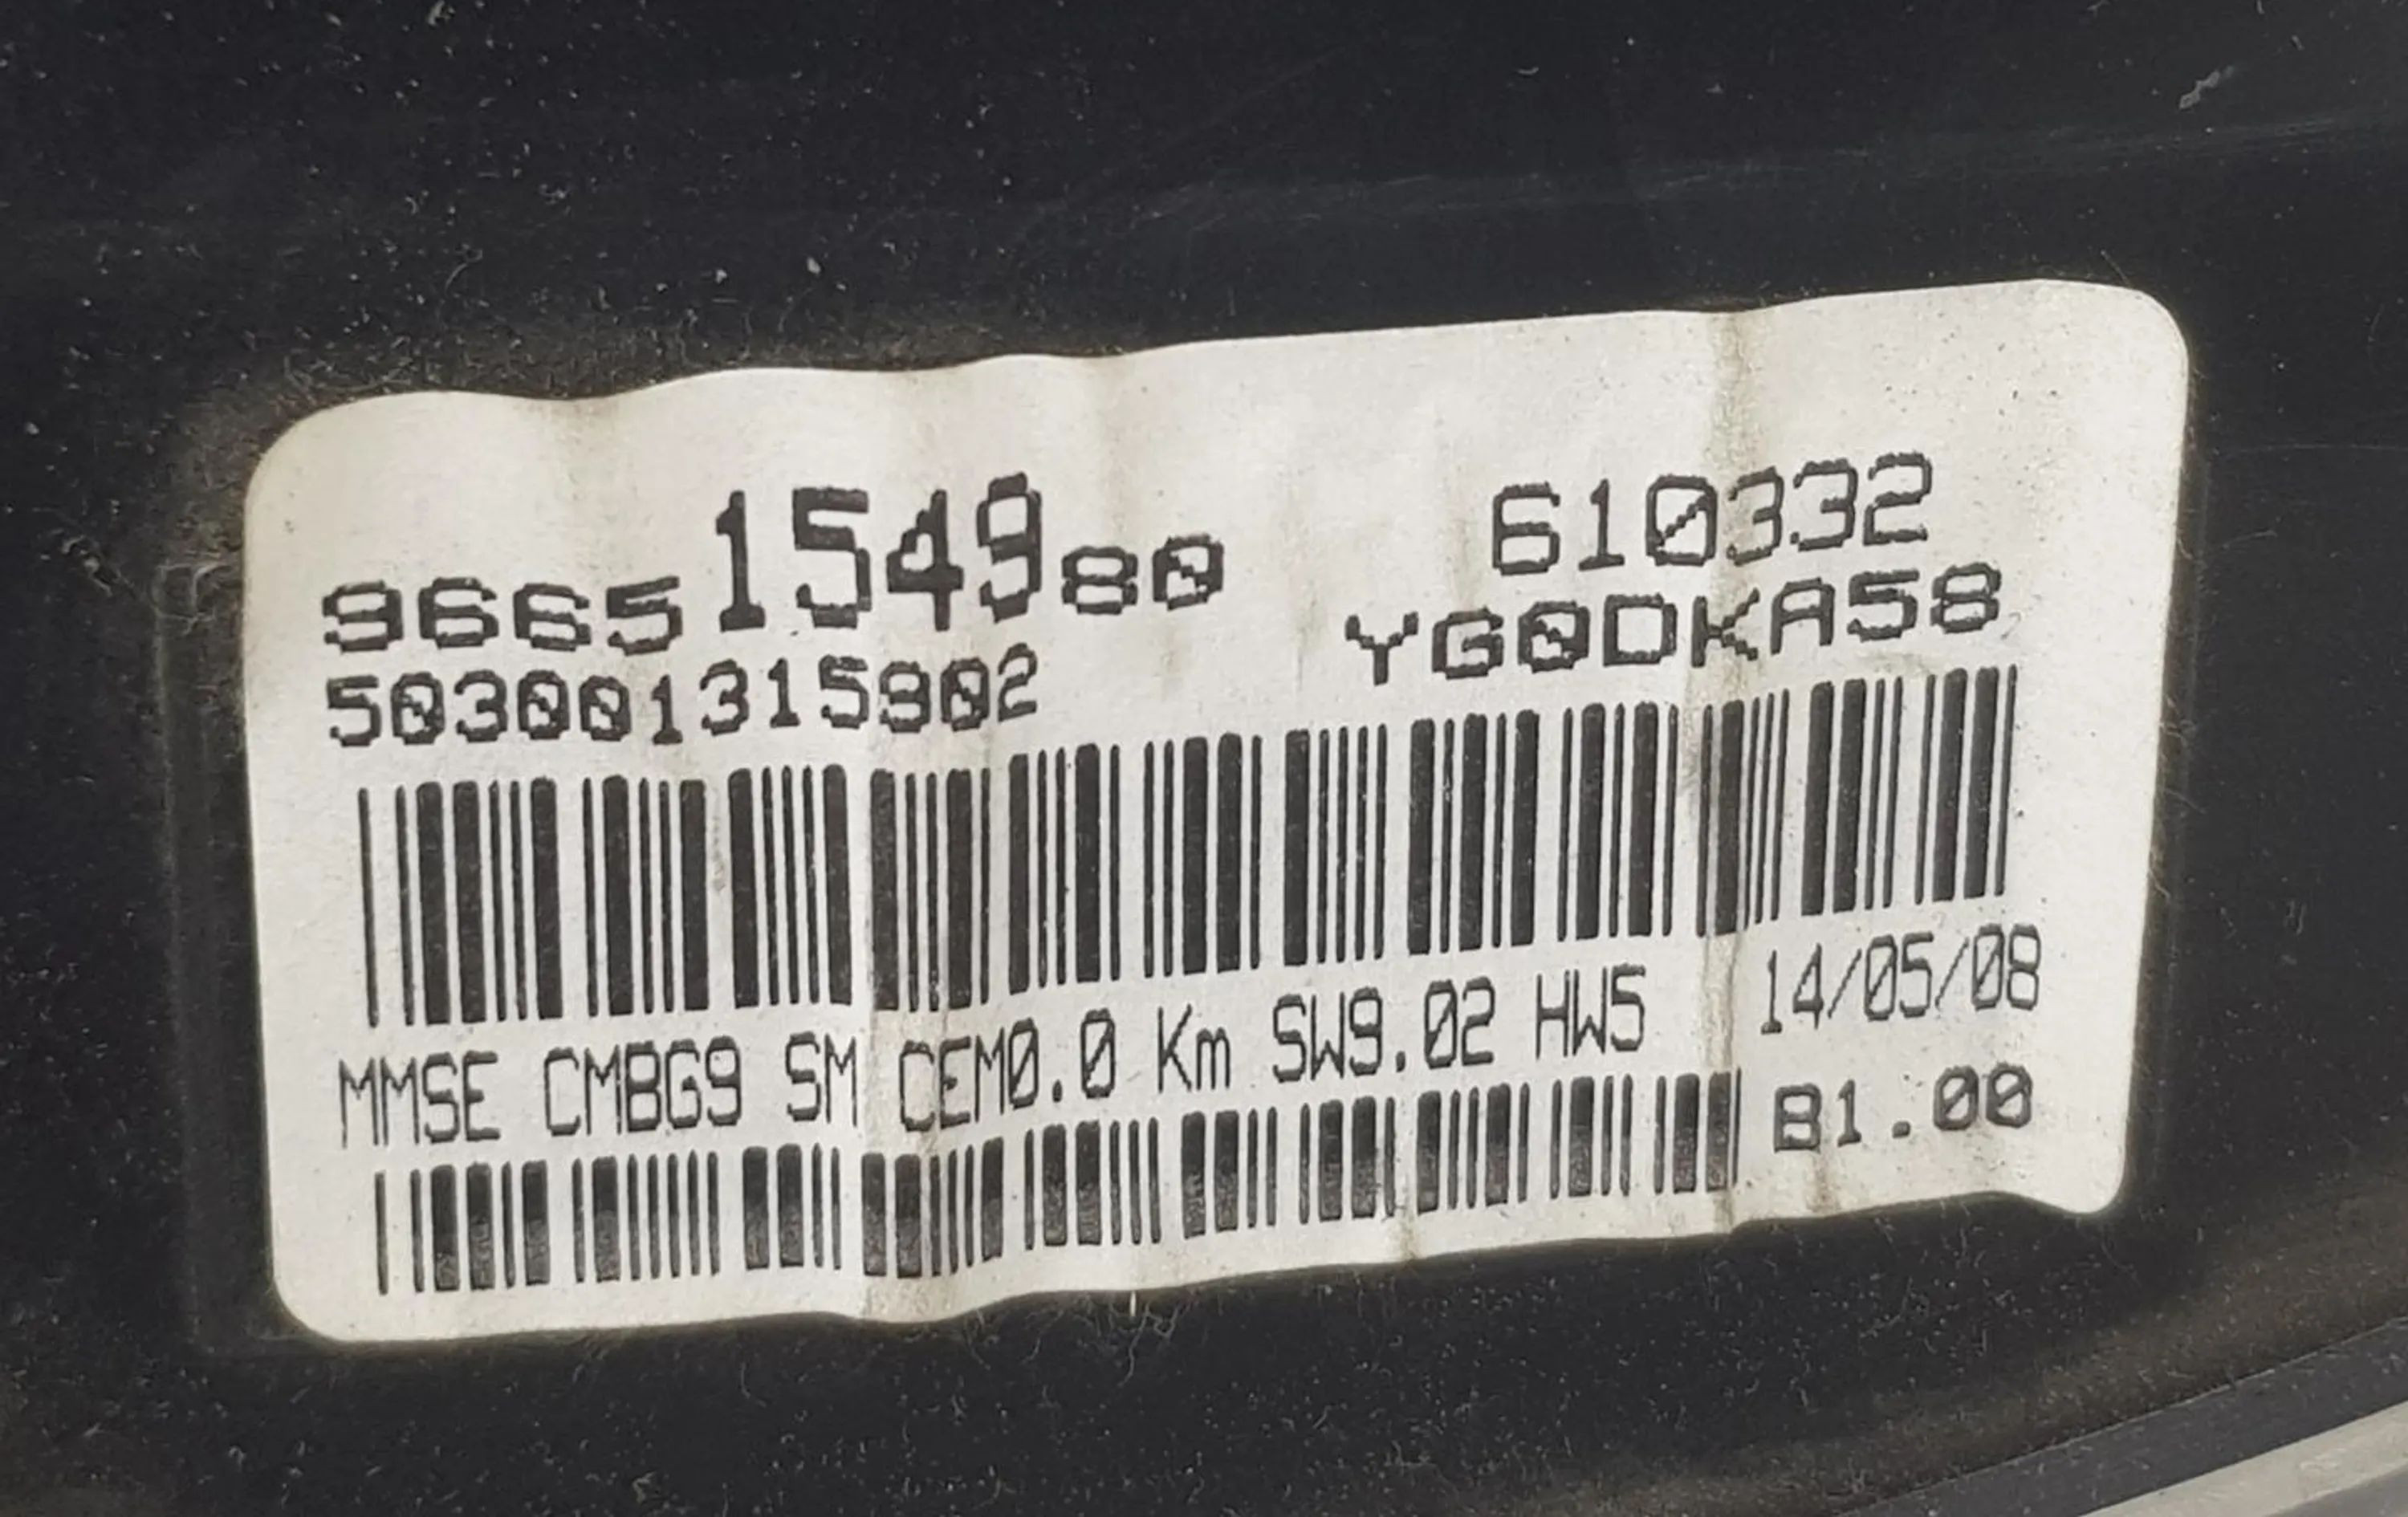 9665154980 610332
503001315902 YG0DKA58
MMSE CMBG9 SM CEM0.0 Km SW9.02 HW5 14/05/08
B1.00